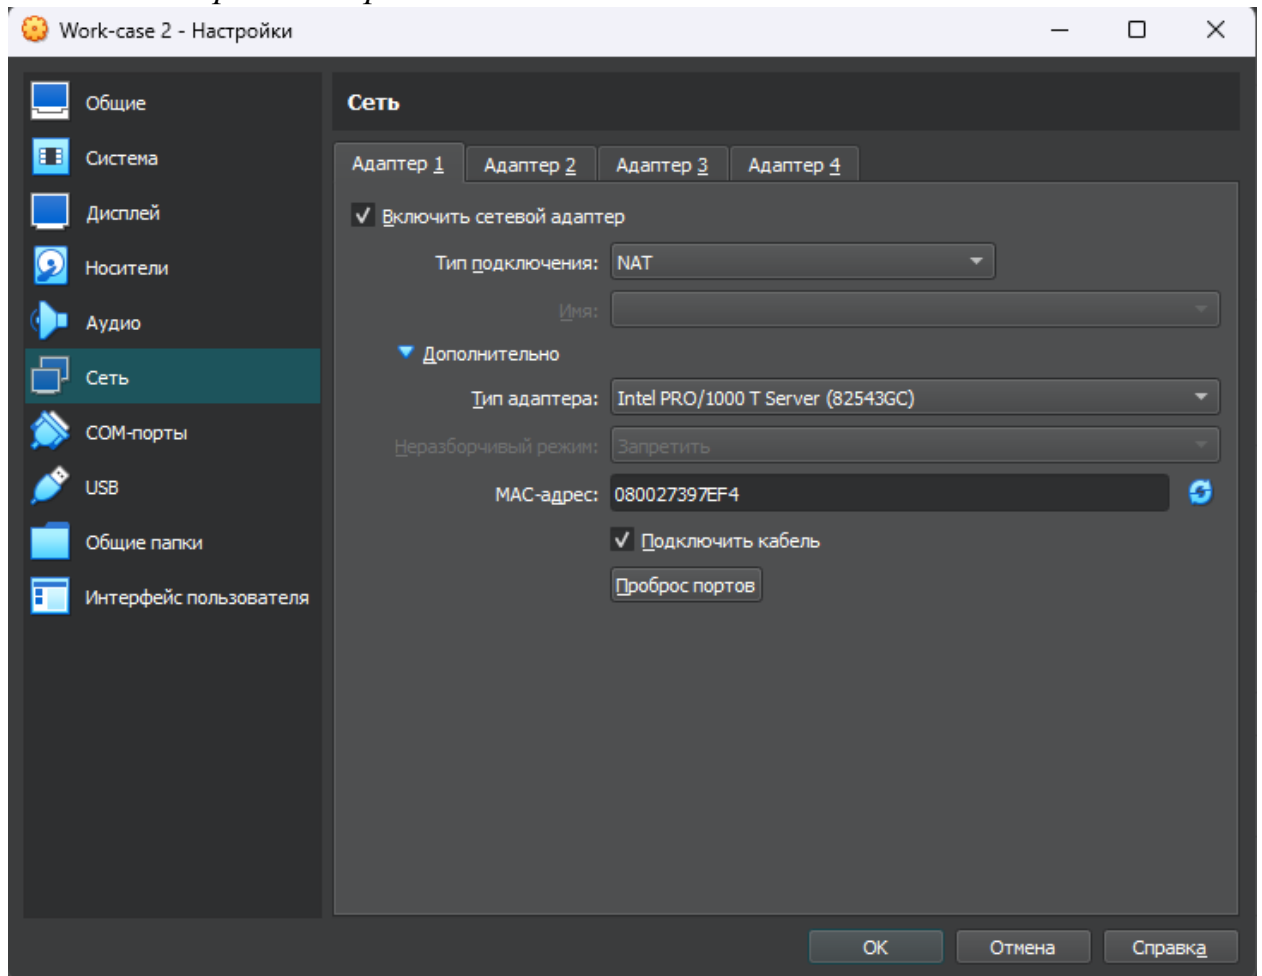 Work-case 2 - Настройки
Общие
Система
Дисплей
Носители
Аудио
Сеть
COM-порты
USB
Общие папки
Интерфейс пользователя
Сеть
Адаптер 1 Адаптер 2 Адаптер 3 Адаптер 4
Включить сетевой адаптер
Тип подключения: NAT
Имя:
Дополнительно
Тип адаптера: Intel PRO/1000 T Server (82543GC)
Неразборчивый режим: Запретить
MAC-адрес: 080027397EF4
Подключить кабель
Проброс портов
OK Отмена Справка